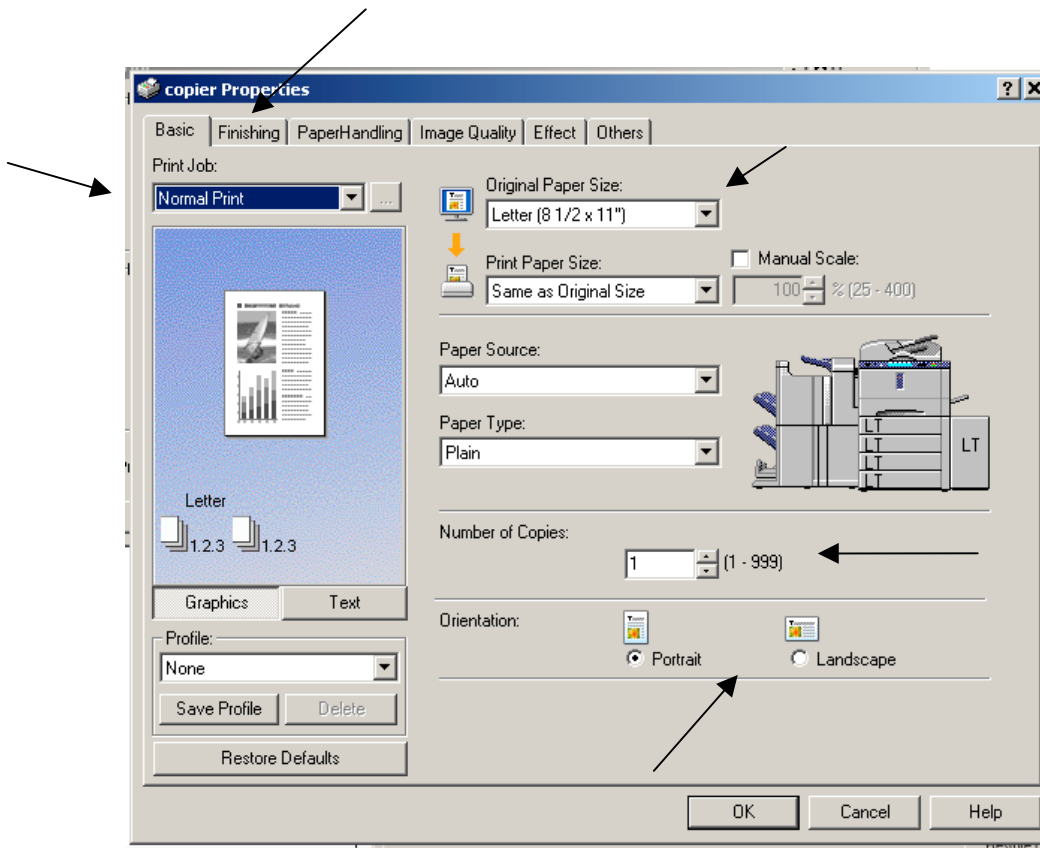 copier Properties
Basic Finishing PaperHandling Image Quality Effect Others
Print Job:
Normal Print ...
Original Paper Size:
Letter (8 1/2 x 11")
Print Paper Size:
Same as Original Size
Manual Scale:
100 % (25 - 400)
Paper Source:
Auto
Paper Type:
Plain
LT
LT
LT
LT
LT
Letter
1.2.3 1.2.3
Graphics Text
Number of Copies:
1 (1 - 999)
Orientation:
Portrait Landscape
Profile:
None
Save Profile Delete
Restore Defaults
OK Cancel Help